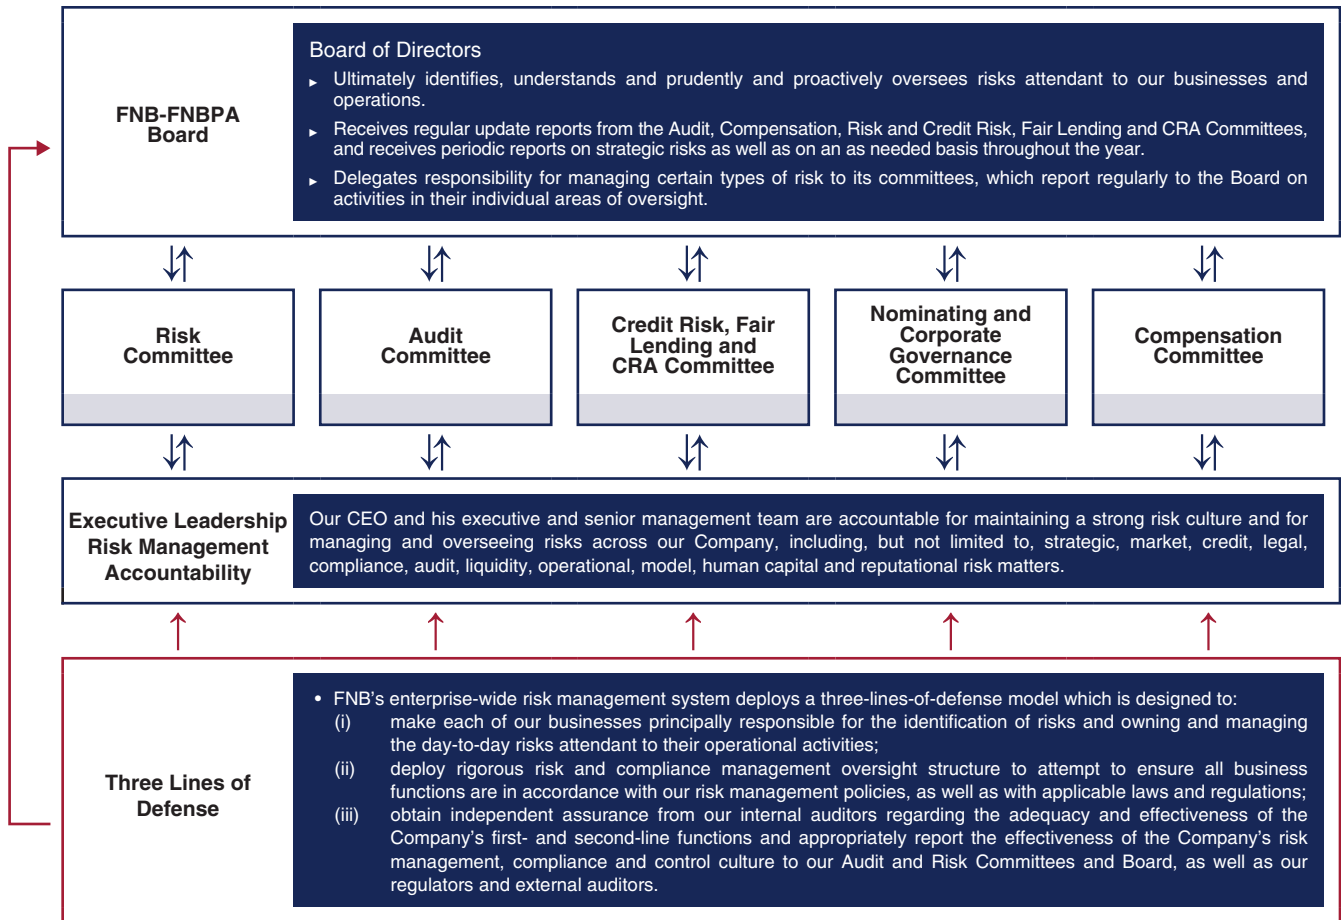 FNB-FNBPA
Board
Board of Directors
► Ultimately identifies, understands and prudently and proactively oversees risks attendant to our businesses and
operations.
► Receives regular update reports from the Audit, Compensation, Risk and Credit Risk, Fair Lending and CRA Committees,
and receives periodic reports on strategic risks as well as on an as needed basis throughout the year.
► Delegates responsibility for managing certain types of risk to its committees, which report regularly to the Board on
activities in their individual areas of oversight.
Risk
Committee
Audit
Committee
Credit Risk, Fair
Lending and
CRA Committee
Nominating and
Corporate
Governance
Committee
Compensation
Committee
Executive Leadership
Risk Management
Accountability
Our CEO and his executive and senior management team are accountable for maintaining a strong risk culture and for
managing and overseeing risks across our Company, including, but not limited to, strategic, market, credit, legal,
compliance, audit, liquidity, operational, model, human capital and reputational risk matters.
Three Lines of
Defense
• FNB's enterprise-wide risk management system deploys a three-lines-of-defense model which is designed to:
(i) make each of our businesses principally responsible for the identification of risks and owning and managing
the day-to-day risks attendant to their operational activities;
(ii) deploy rigorous risk and compliance management oversight structure to attempt to ensure all business
functions are in accordance with our risk management policies, as well as with applicable laws and regulations;
(iii) obtain independent assurance from our internal auditors regarding the adequacy and effectiveness of the
Company's first- and second-line functions and appropriately report the effectiveness of the Company's risk
management, compliance and control culture to our Audit and Risk Committees and Board, as well as our
regulators and external auditors.